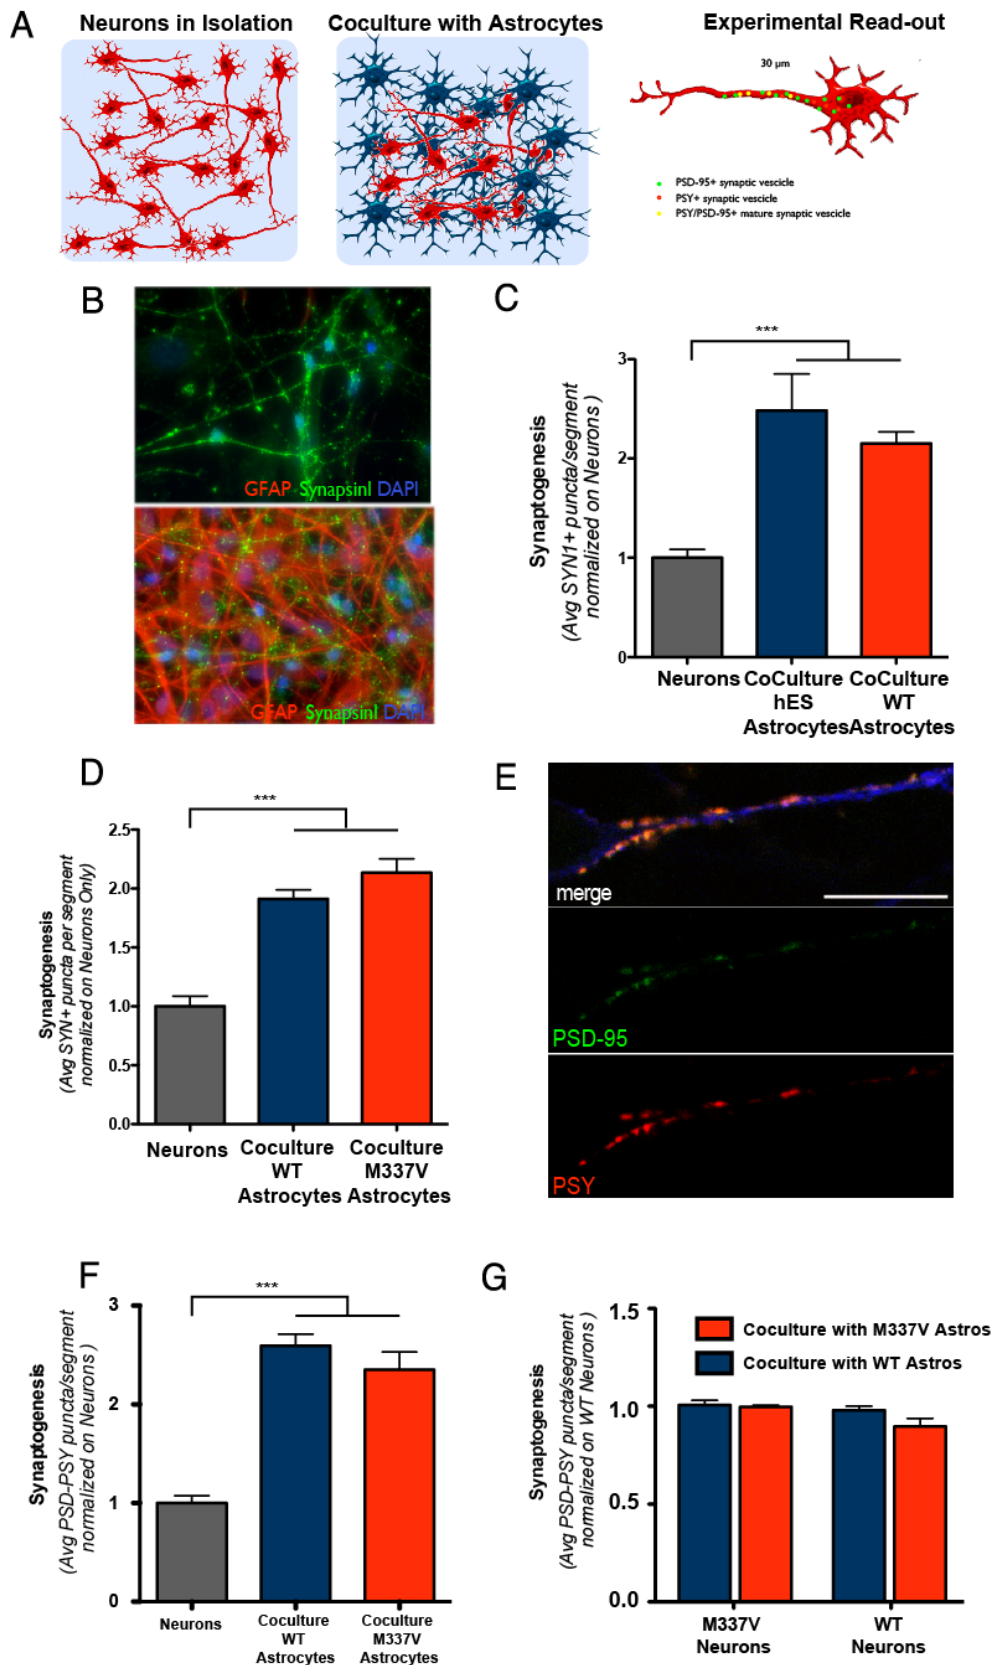 A
Neurons in Isolation
Coculture with Astrocytes
Experimental Read-out
30 µm
PSD-95+ synaptic vescicle
PSY+ synaptic vescicle
PSY/PSD-95+ mature synaptic vescicle
B
GFAP SynapsinI DAPI
GFAP SynapsinI DAPI
C
***
Synaptogenesis
(Avg SYN1+ puncta/segment
normalized on Neurons )
3
2
1
0
Neurons
CoCulture
hES
Astrocytes
CoCulture
WT
Astrocytes
D
***
Synaptogenesis
(Avg SYN+ puncta per segment
normalized on Neurons Only)
2.5
2.0
1.5
1.0
0.5
0.0
Neurons
Coculture
WT
Astrocytes
Coculture
M337V
Astrocytes
E
merge
PSD-95
PSY
F
***
Synaptogenesis
(Avg PSD-PSY puncta/segment
normalized on Neurons )
3
2
1
0
Neurons
Coculture
WT
Astrocytes
Coculture
M337V
Astrocytes
G
Synaptogenesis
(Avg PSD-PSY puncta/segment
normalized on WT Neurons )
1.5
1.0
0.5
0.0
Coculture with M337V Astros
Coculture with WT Astros
M337V
Neurons
WT
Neurons